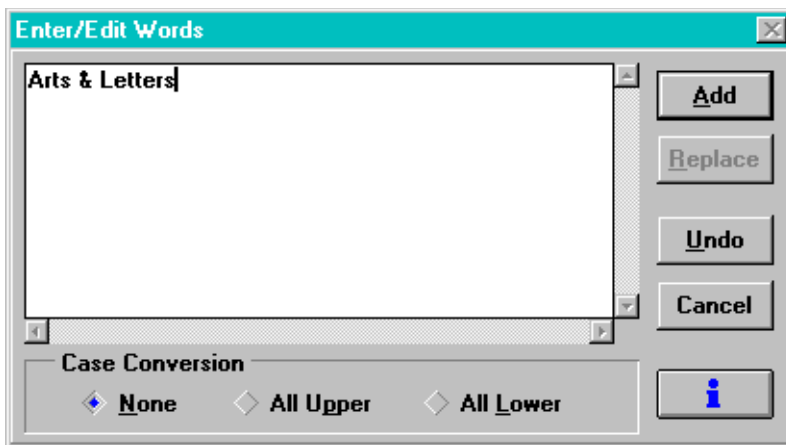 Enter/Edit Words
Arts & Letters
Add
Replace
Undo
Cancel
Case Conversion
None All Upper All Lower
i